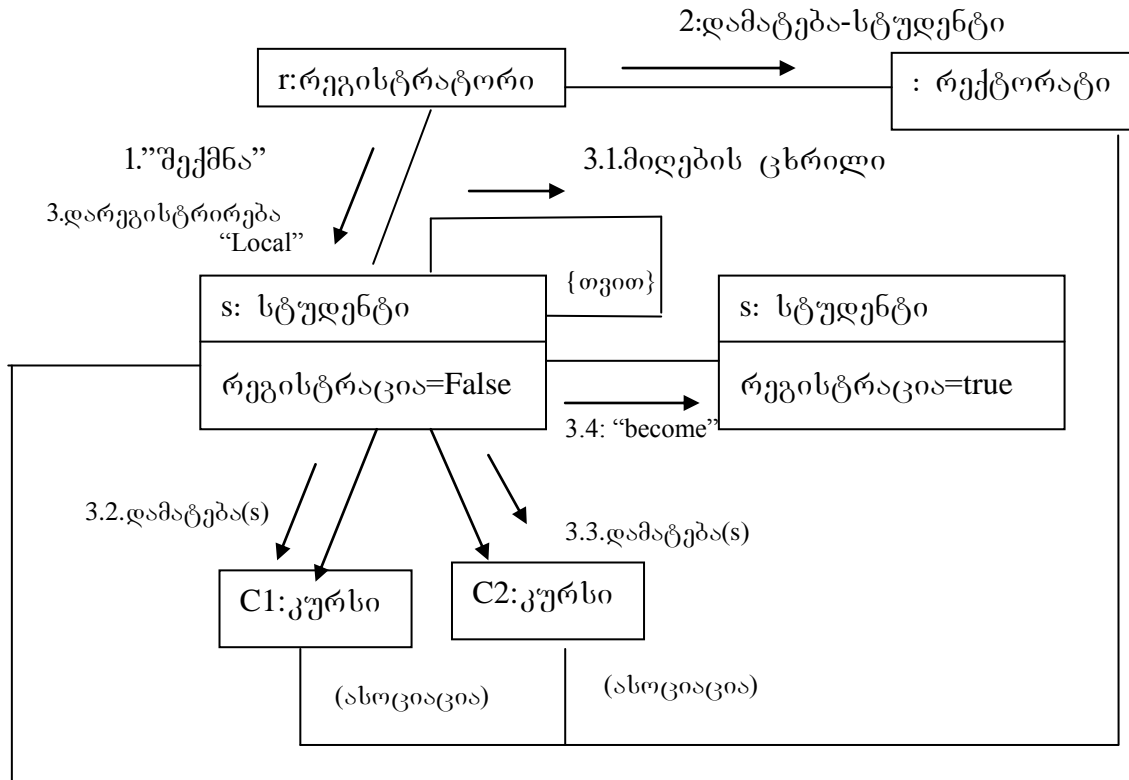 2:დამატება-სტუდენტი
r:რეგისტრატორი
: რექტორატი
1.”შექმნა”
3.1.მიღების ცხრილი
3.დარეგისტრირება
“Local”
{თვით}
s: სტუდენტი
s: სტუდენტი
რეგისტრაცია=False
რეგისტრაცია=true
3.4: “become”
3.2.დამატება(s)
3.3.დამატება(s)
C1:კურსი
C2:კურსი
(ასოციაცია)
(ასოციაცია)